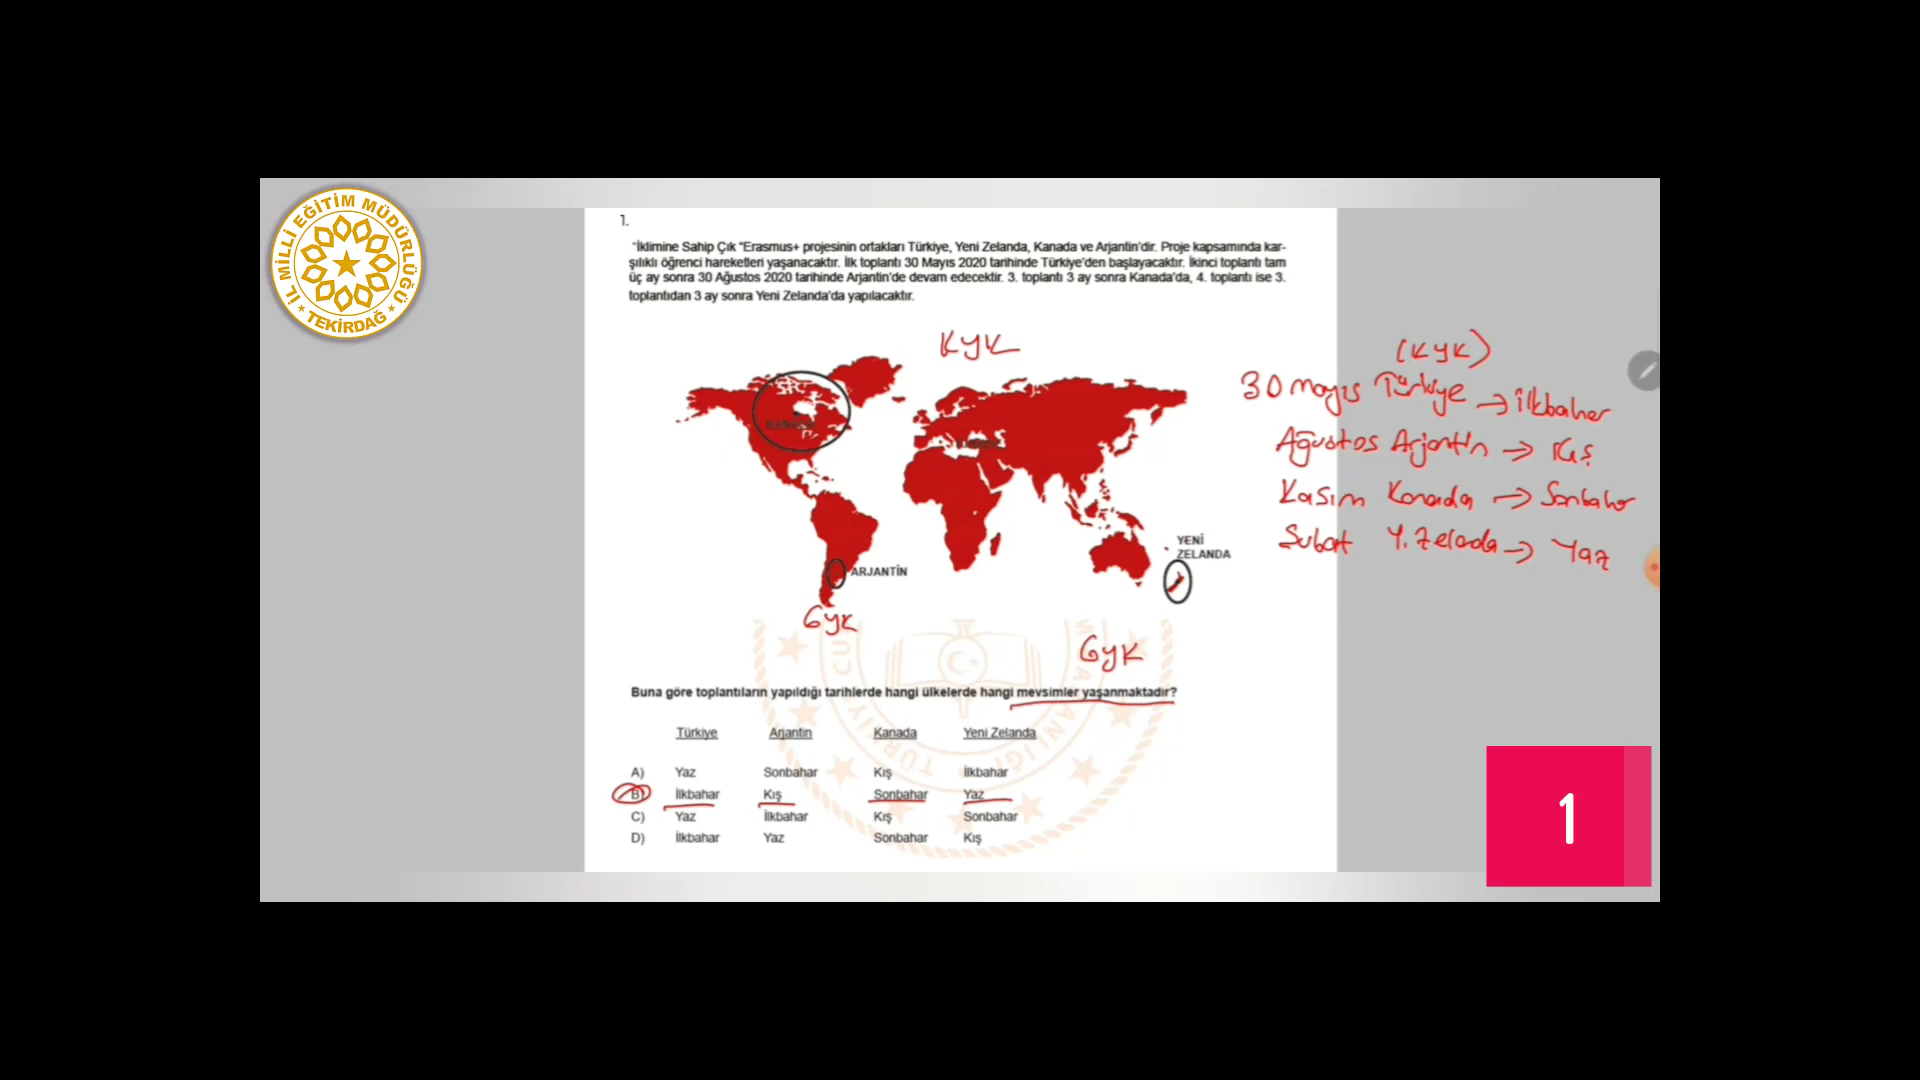 İL MİLLİ EĞİTİM MÜDÜRLÜĞÜ
TEKİRDAĞ
1.
"İklimine Sahip Çık "Erasmus+ projesinin ortakları Türkiye, Yeni Zelanda, Kanada ve Arjantin'dir. Proje kapsamında kar-
şılıklı öğrenci hareketleri yaşanacaktır. İlk toplantı 30 Mayıs 2020 tarihinde Türkiye'den başlayacaktır. İkinci toplantı tam
üç ay sonra 30 Ağustos 2020 tarihinde Arjantin'de devam edecektir. 3. toplantı 3 ay sonra Kanada'da, 4. toplantı ise 3.
toplantıdan 3 ay sonra Yeni Zelanda'da yapılacaktır.
KYK
(KYK)
30 mayıs Türkiye → ilkbahar
Ağustos Arjantin → Kış
Kasım Kanada → Sonbahar
Şubat Y. Zelanda → Yaz
YENİ
ZELANDA
ARJANTİN
GYK
GYK
Buna göre toplantıların yapıldığı tarihlerde hangi ülkelerde hangi mevsimler yaşanmaktadır?
Türkiye Arjantin Kanada Yeni Zelanda
A) Yaz Sonbahar Kış İlkbahar
B) İlkbahar Kış Sonbahar Yaz
C) Yaz İlkbahar Kış Sonbahar
D) İlkbahar Yaz Sonbahar Kış
1